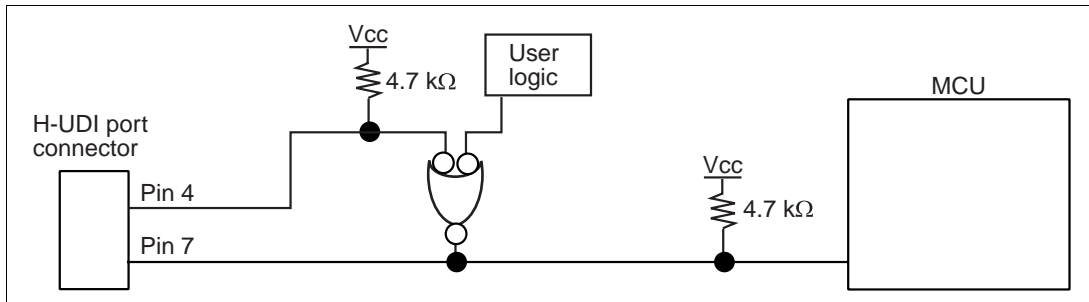 Vcc
4.7 kΩ
User
logic
MCU
H-UDI port
connector
Pin 4
Vcc
4.7 kΩ
Pin 7